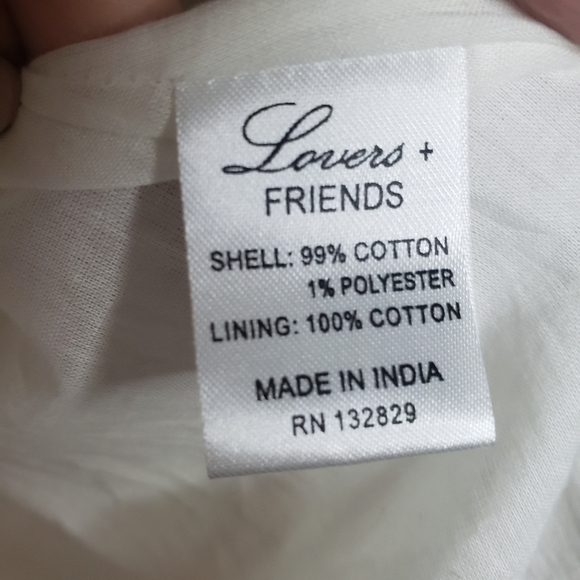 Lovers +
FRIENDS
SHELL: 99% COTTON
1% POLYESTER
LINING: 100% COTTON
MADE IN INDIA
RN 132829